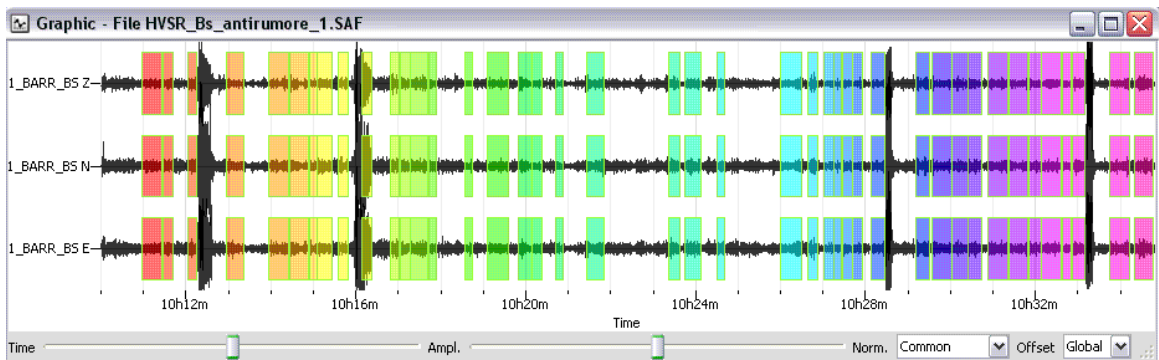 Graphic - File HVSR_Bs_antirumore_1.SAF
1_BARR_BS Z
1_BARR_BS N
1_BARR_BS E
10h12m 10h16m 10h20m 10h24m 10h28m 10h32m
Time
Time Ampl. Norm. Common Offset Global